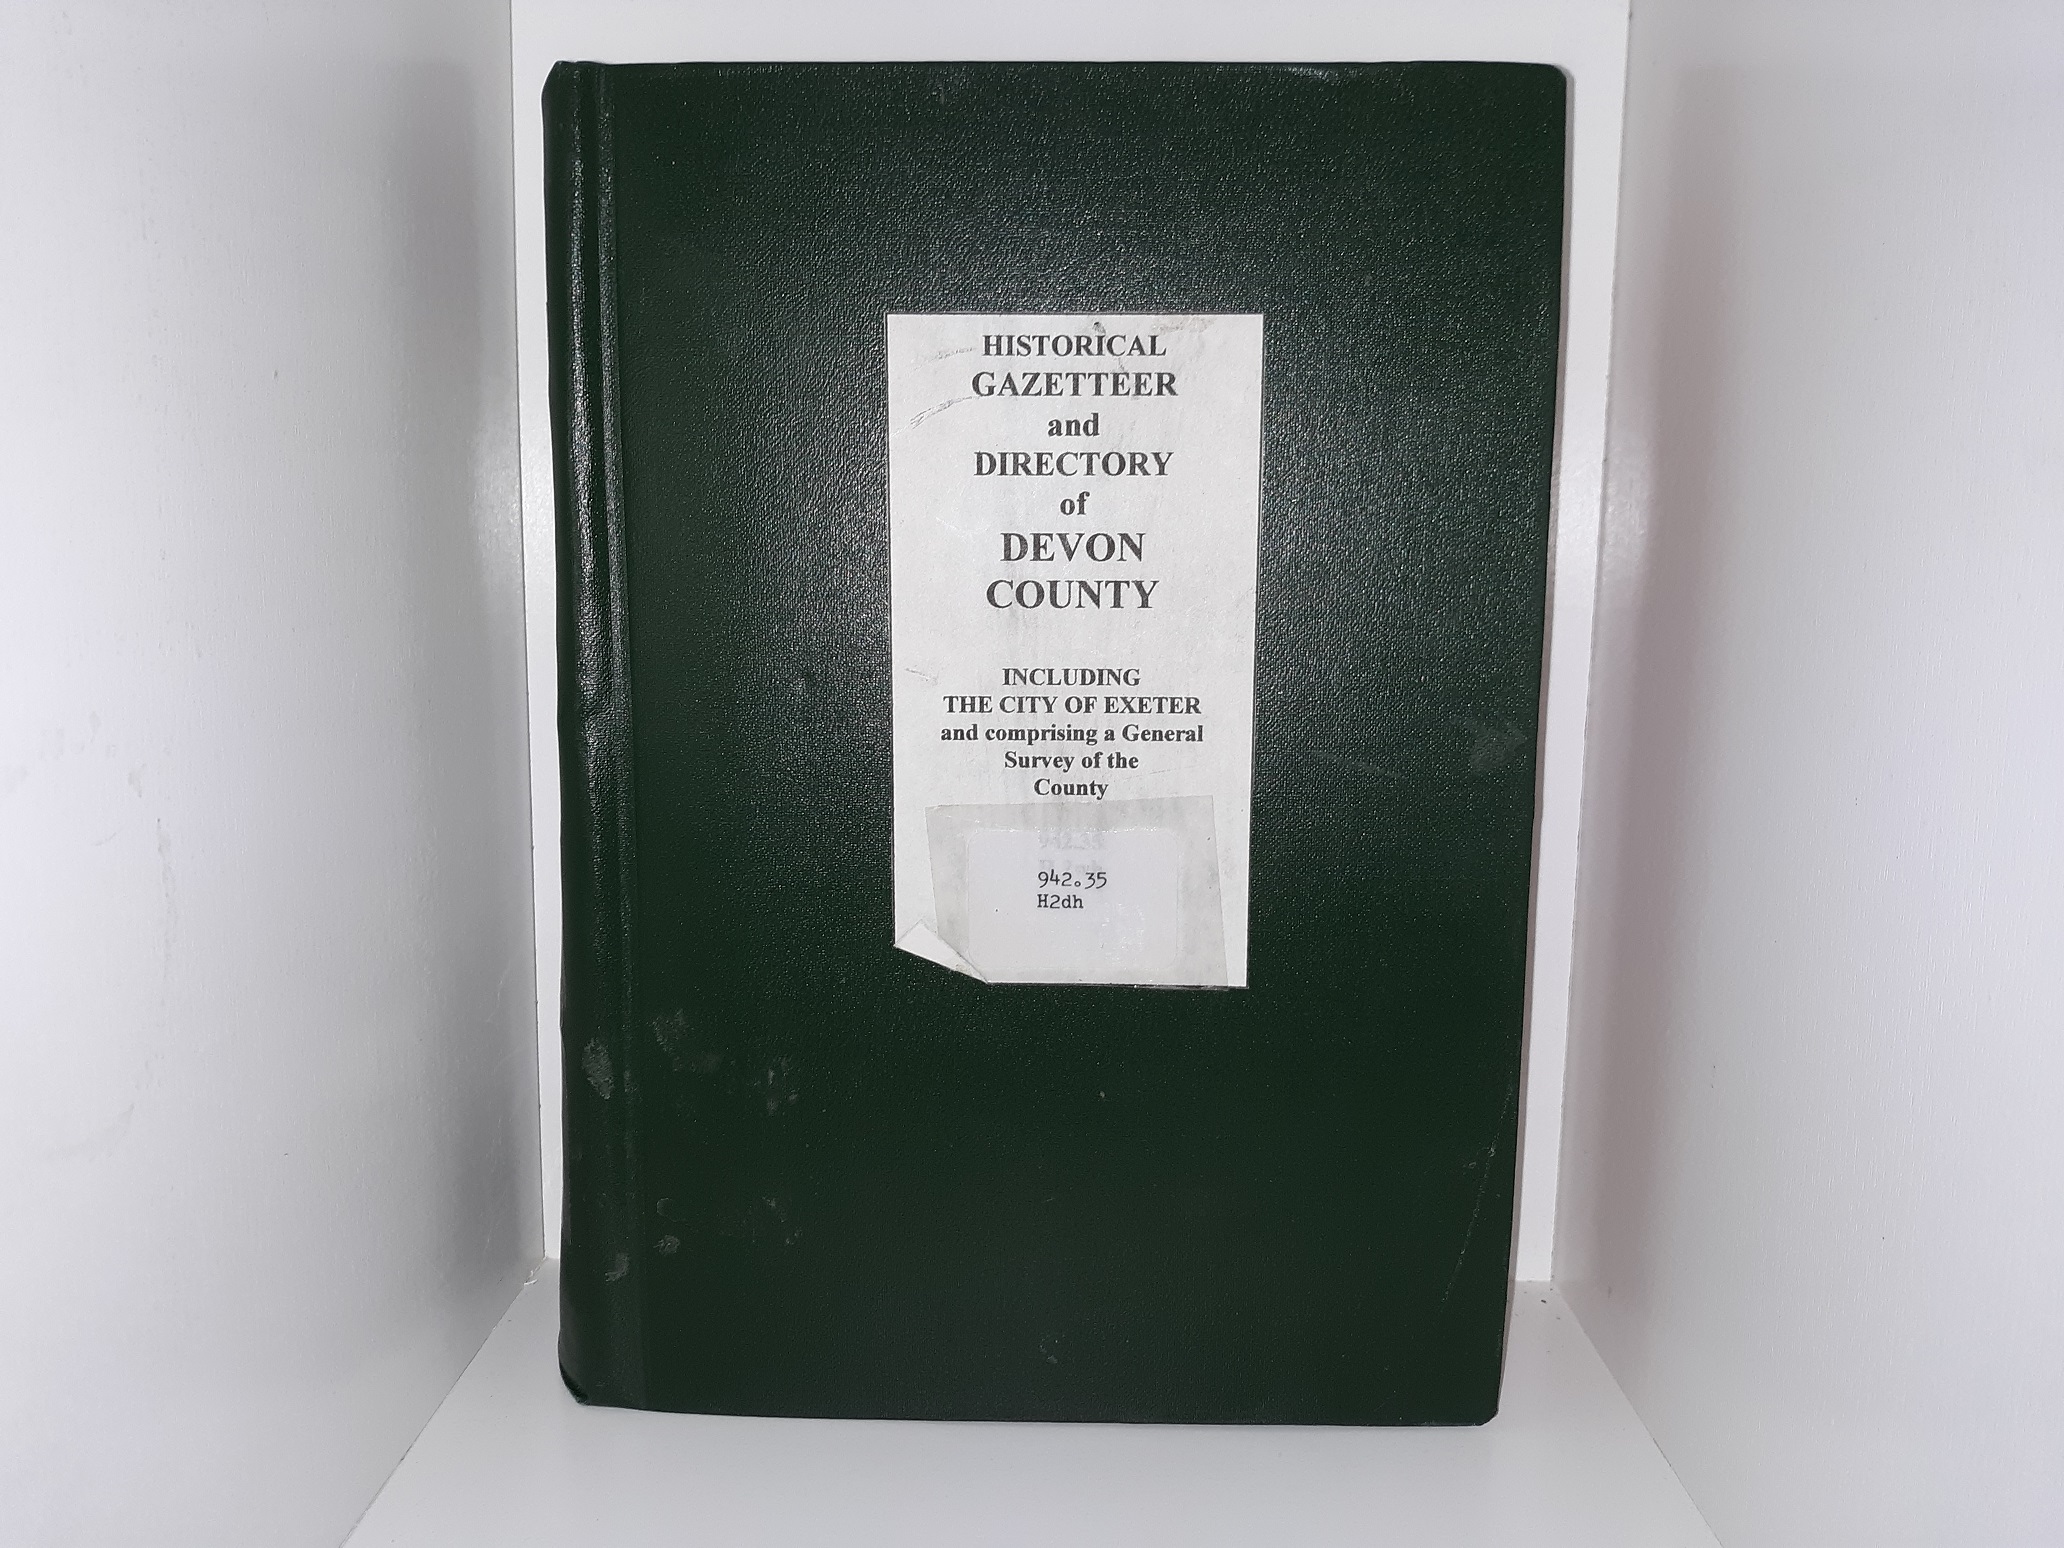 HISTORICAL
GAZETTEER
and
DIRECTORY
of
DEVON
COUNTY
INCLUDING
THE CITY OF EXETER
and comprising a General
Survey of the
County
942.35
H2dh